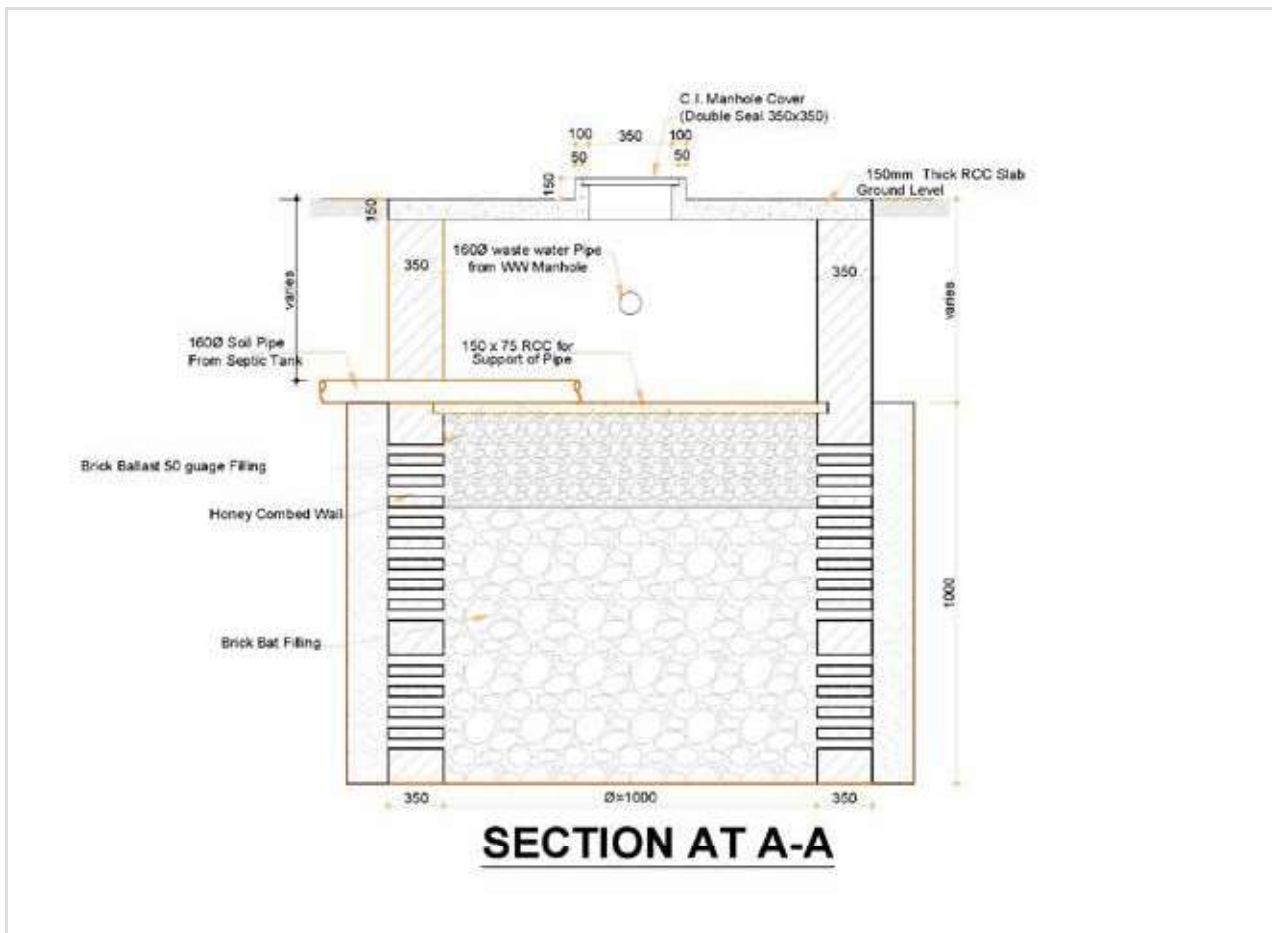 C.I. Manhole Cover
(Double Seal 350x350)
100
350
100
50
50
150
150mm Thick RCC Slab
Ground Level
150
160Ø waste water Pipe
from WW Manhole
350
350
varies
varies
160Ø Soil Pipe
From Septic Tank
150 x 75 RCC for
Support of Pipe
Brick Ballast 50 guage Filling
Honey Combed Wall
1000
Brick Bat Filling
350
Ø=1000
350
SECTION AT A-A